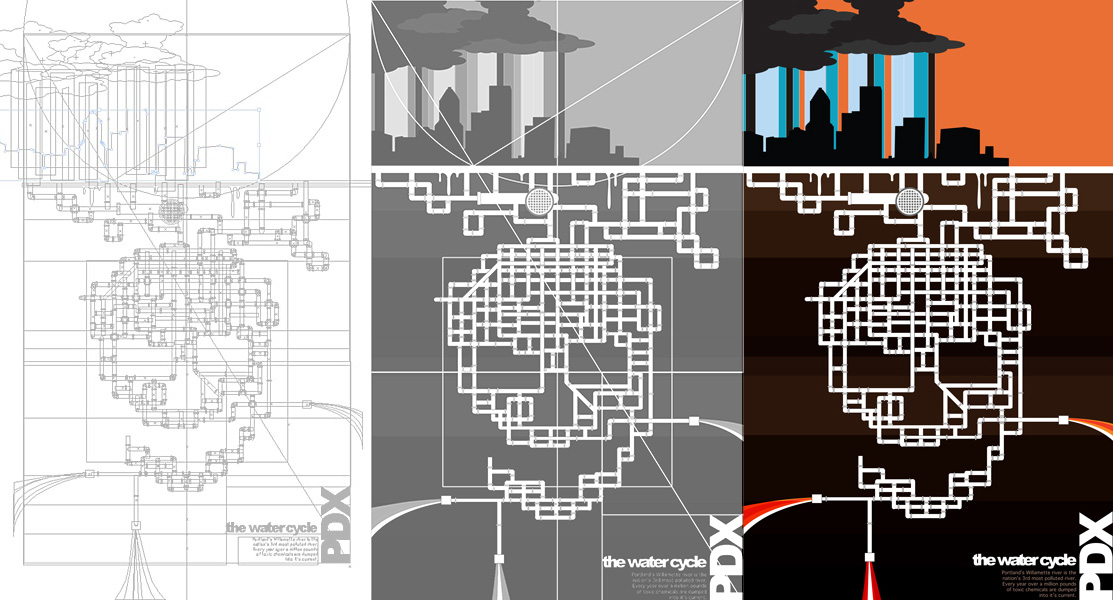 the water cycle
Portland's Willamette river is the
nation's 3rd most polluted river.
Every year over a million pounds
of toxic chemicals are dumped
into it's current.
PDX
the water cycle
Portland's Willamette river is the
nation's 3rd most polluted river.
Every year over a million pounds
of toxic chemicals are dumped
into it's current.
PDX
the water cycle
Portland's Willamette river is the
nation's 3rd most polluted river.
Every year over a million pounds
of toxic chemicals are dumped
into it's current.
PDX